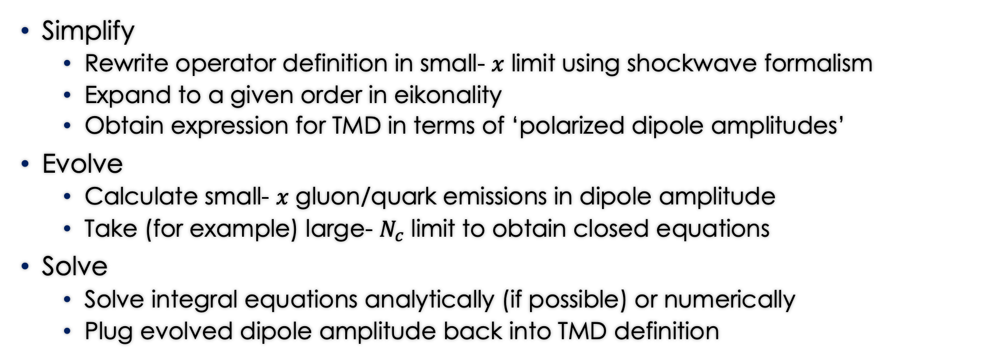 • Simplify
• Rewrite operator definition in small- x limit using shockwave formalism
• Expand to a given order in eikonality
• Obtain expression for TMD in terms of ‘polarized dipole amplitudes’
• Evolve
• Calculate small- x gluon/quark emissions in dipole amplitude
• Take (for example) large- N_c limit to obtain closed equations
• Solve
• Solve integral equations analytically (if possible) or numerically
• Plug evolved dipole amplitude back into TMD definition